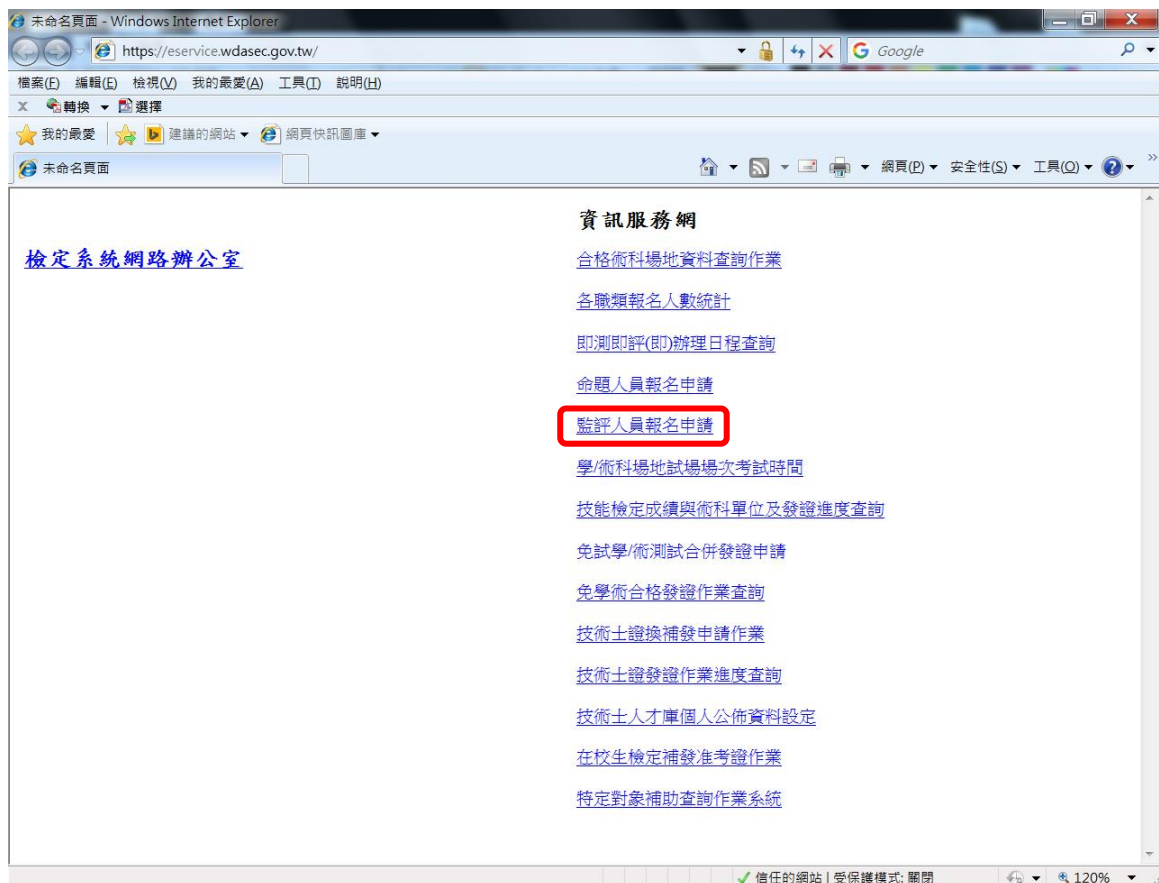 未命名頁面 - Windows Internet Explorer
https://eservice.wdasec.gov.tw/
Google
檔案(F) 編輯(E) 檢視(V) 我的最愛(A) 工具(T) 說明(H)
x 轉換 選擇
我的最愛 建議的網站 網頁快訊圖庫
未命名頁面
網頁(P) 安全性(S) 工具(O)
資訊服務網
檢定系統網路辦公室
合格術科場地資料查詢作業
各職類報名人數統計
即測即評(即)辦理日程查詢
命題人員報名申請
監評人員報名申請
學/術科場地試場場次考試時間
技能檢定成績與術科單位及發證進度查詢
免試學/術測試合併發證申請
免學術合格發證作業查詢
技術士證換補發申請作業
技術士證發證作業進度查詢
技術士人才庫個人公佈資料設定
在校生檢定補發准考證作業
特定對象補助查詢作業系統
信任的網站 | 受保護模式: 關閉
120%